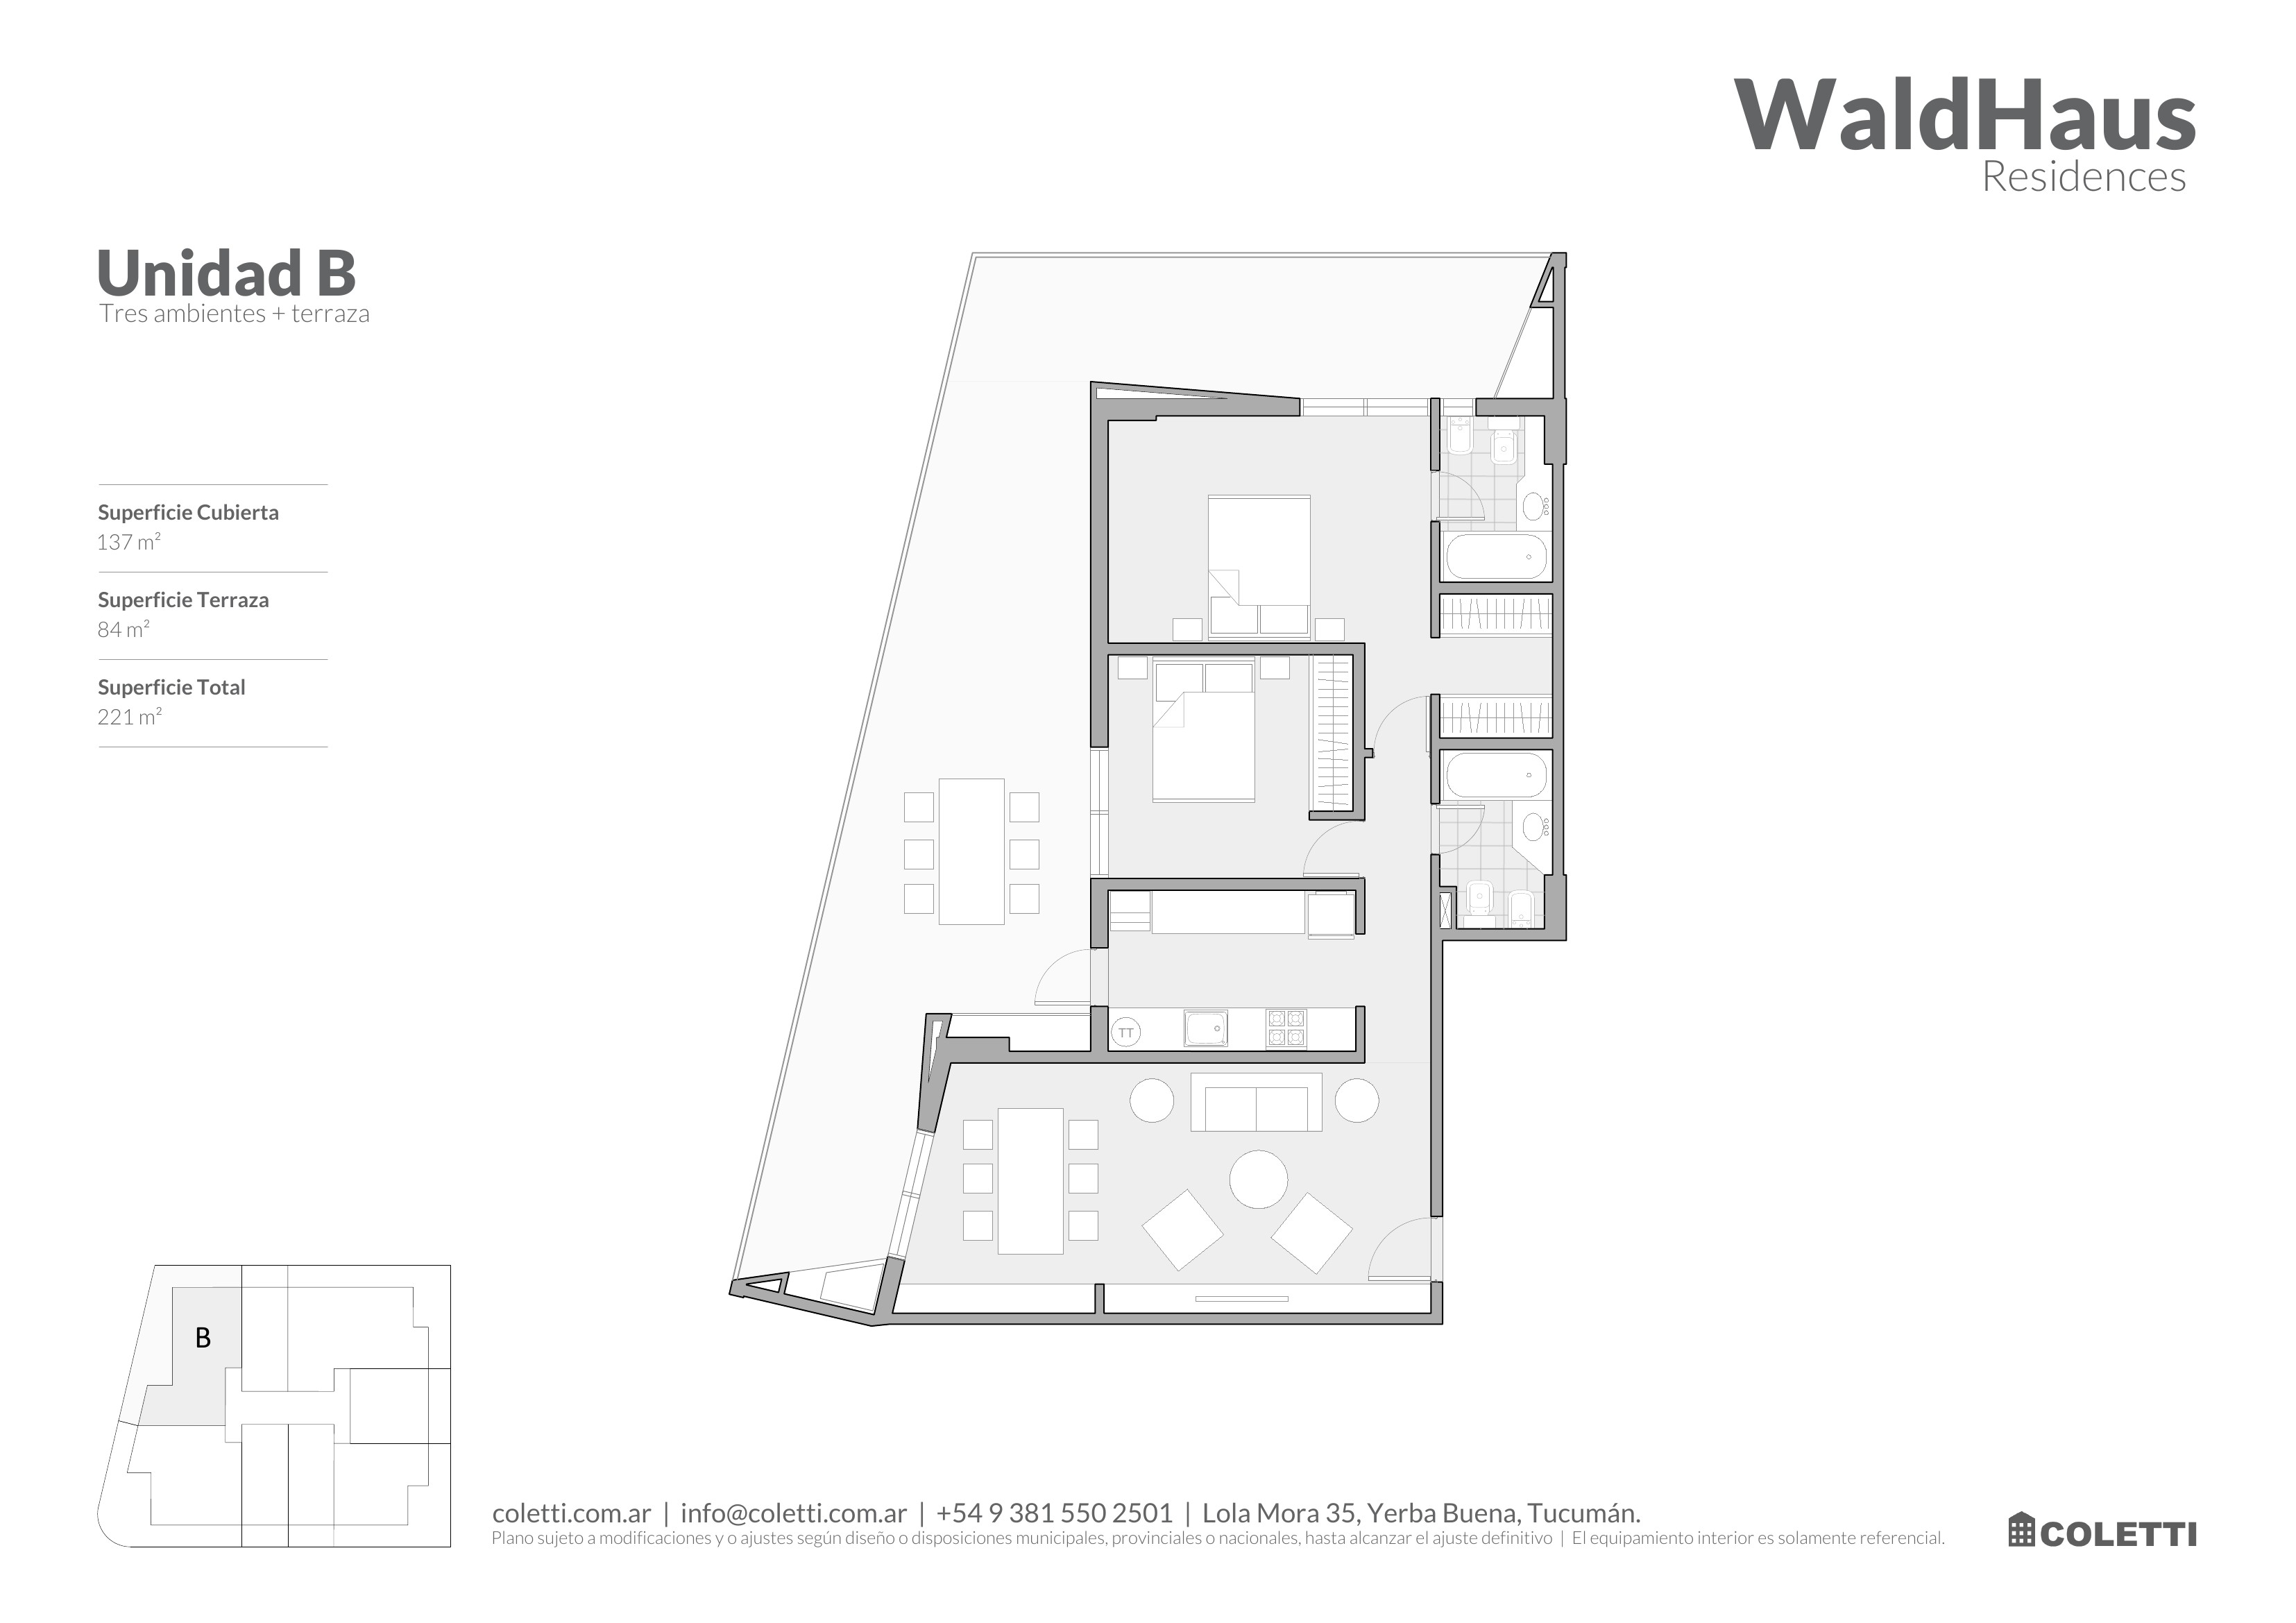 WaldHaus
Residences
Unidad B
Tres ambientes + terraza
Superficie Cubierta
137 m²
Superficie Terraza
84 m²
Superficie Total
221 m²
TT
B
coletti.com.ar | info@coletti.com.ar | +54 9 381 550 2501 | Lola Mora 35, Yerba Buena, Tucumán.
Plano sujeto a modificaciones y o ajustes según diseño o disposiciones municipales, provinciales o nacionales, hasta alcanzar el ajuste definitivo | El equipamiento interior es solamente referencial.
COLETTI